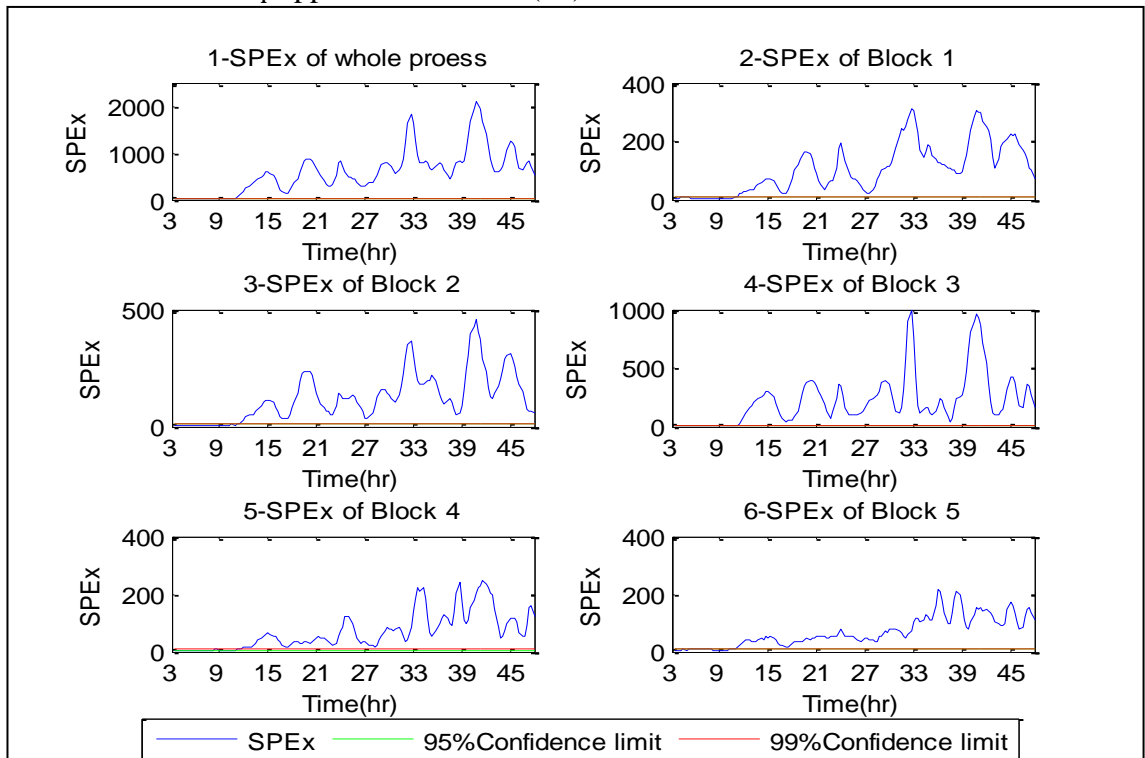 1-SPEx of whole proess
SPEx
2000
1000
0
3 9 15 21 27 33 39 45
Time(hr)
2-SPEx of Block 1
SPEx
400
200
0
3 9 15 21 27 33 39 45
Time(hr)
3-SPEx of Block 2
SPEx
500
0
3 9 15 21 27 33 39 45
Time(hr)
4-SPEx of Block 3
SPEx
1000
500
0
3 9 15 21 27 33 39 45
Time(hr)
5-SPEx of Block 4
SPEx
400
200
0
3 9 15 21 27 33 39 45
Time(hr)
6-SPEx of Block 5
SPEx
400
200
0
3 9 15 21 27 33 39 45
Time(hr)
SPEx 95%Confidence limit 99%Confidence limit